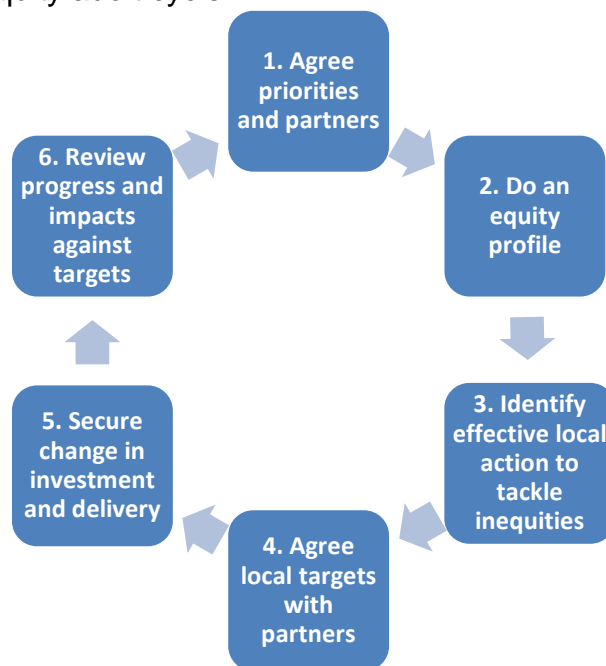 1. Agree
priorities
and partners
2. Do an
equity
profile
3. Identify
effective local
action to
tackle
inequities
4. Agree
local targets
with
partners
5. Secure
change in
investment
and delivery
6. Review
progress and
impacts
against
targets